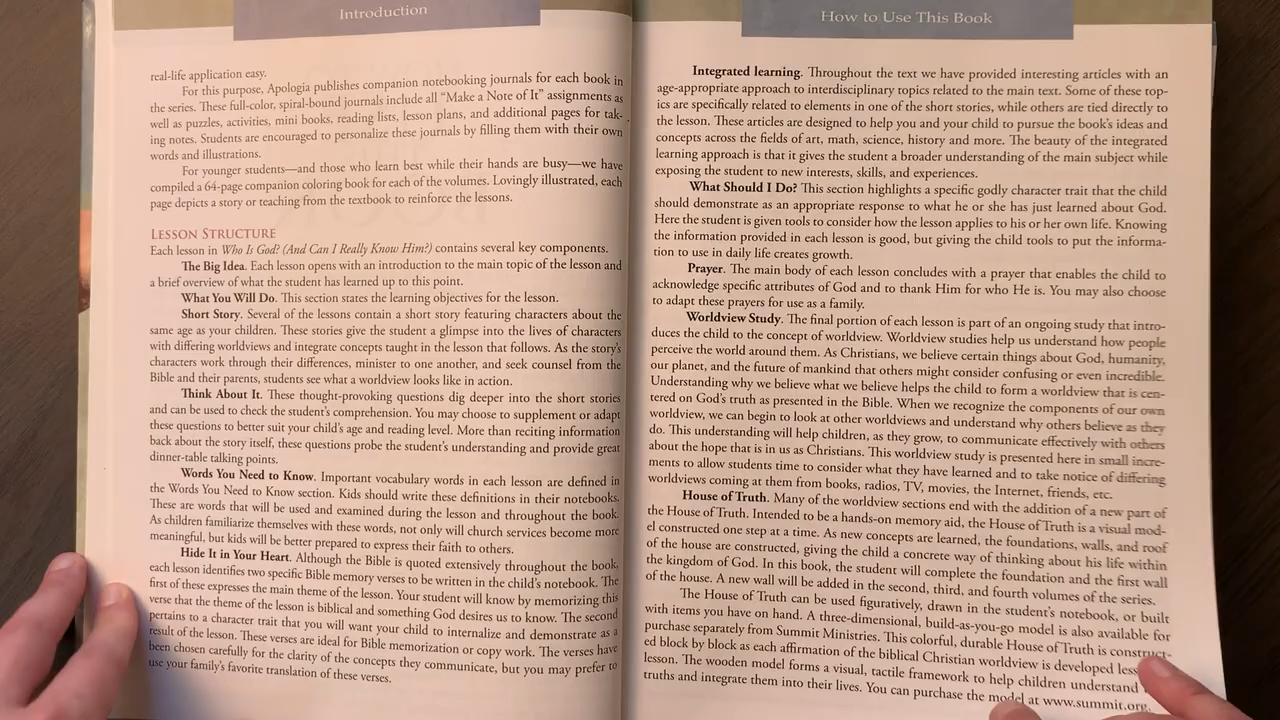 Introduction
real-life application easy.
For this purpose, Apologia publishes companion notebooking journals for each book in
the series. These full-color, spiral-bound journals include all “Make a Note of It” assignments as
well as puzzles, activities, mini books, reading lists, lesson plans, and additional pages for tak-
ing notes. Students are encouraged to personalize these journals by filling them with their own
words and illustrations.
For younger students—and those who learn best while their hands are busy—we have
compiled a 64-page companion coloring book for each of the volumes. Lovingly illustrated, each
page depicts a story or teaching from the textbook to reinforce the lessons.
LESSON STRUCTURE
Each lesson in Who Is God? (And Can I Really Know Him?) contains several key components.
The Big Idea. Each lesson opens with an introduction to the main topic of the lesson and
a brief overview of what the student has learned up to this point.
What You Will Do. This section states the learning objectives for the lesson.
Short Story. Several of the lessons contain a short story featuring characters about the
same age as your children. These stories give the student a glimpse into the lives of characters
with differing worldviews and integrate concepts taught in the lesson that follows. As the story’s
characters work through their differences, minister to one another, and seek counsel from the
Bible and their parents, students see what a worldview looks like in action.
Think About It. These thought-provoking questions dig deeper into the short stories
and can be used to check the student’s comprehension. You may choose to supplement or adapt
these questions to better suit your child’s age and reading level. More than reciting information
back about the story itself, these questions probe the student’s understanding and provide great
dinner-table talking points.
Words You Need to Know. Important vocabulary words in each lesson are defined in
the Words You Need to Know section. Kids should write these definitions in their notebooks.
These are words that will be used and examined during the lesson and throughout the book.
As children familiarize themselves with these words, not only will church services become more
meaningful, but kids will be better prepared to express their faith to others.
Hide It in Your Heart. Although the Bible is quoted extensively throughout the book,
each lesson identifies two specific Bible memory verses to be written in the child’s notebook. The
first of these expresses the main theme of the lesson. Your student will know by memorizing this
verse that the theme of the lesson is biblical and something God desires us to know. The second
pertains to a character trait that you will want your child to internalize and demonstrate as a
result of the lesson. These verses are ideal for Bible memorization or copy work. The verses have
been chosen carefully for the clarity of the concepts they communicate, but you may prefer to
use your family’s favorite translation of these verses.
How to Use This Book
Integrated learning. Throughout the text we have provided interesting articles with an
age-appropriate approach to interdisciplinary topics related to the main text. Some of these top-
ics are specifically related to elements in one of the short stories, while others are tied directly to
the lesson. These articles are designed to help you and your child to pursue the book’s ideas and
concepts across the fields of art, math, science, history and more. The beauty of the integrated
learning approach is that it gives the student a broader understanding of the main subject while
exposing the student to new interests, skills, and experiences.
What Should I Do? This section highlights a specific godly character trait that the child
should demonstrate as an appropriate response to what he or she has just learned about God.
Here the student is given tools to consider how the lesson applies to his or her own life. Knowing
the information provided in each lesson is good, but giving the child tools to put the informa-
tion to use in daily life creates growth.
Prayer. The main body of each lesson concludes with a prayer that enables the child to
acknowledge specific attributes of God and to thank Him for who He is. You may also choose
to adapt these prayers for use as a family.
Worldview Study. The final portion of each lesson is part of an ongoing study that intro-
duces the child to the concept of worldview. Worldview studies help us understand how people
perceive the world around them. As Christians, we believe certain things about God, humanity,
our planet, and the future of mankind that others might consider confusing or even incredible.
Understanding why we believe what we believe helps the child to form a worldview that is cen-
tered on God’s truth as presented in the Bible. When we recognize the components of our own
worldview, we can begin to look at other worldviews and understand why others believe as they
do. This understanding will help children, as they grow, to communicate effectively with others
about the hope that is in us as Christians. This worldview study is presented here in small incre-
ments to allow students time to consider what they have learned and to take notice of differing
worldviews coming at them from books, radios, TV, movies, the Internet, friends, etc.
House of Truth. Many of the worldview sections end with the addition of a new part of
the House of Truth. Intended to be a hands-on memory aid, the House of Truth is a visual mod-
el constructed one step at a time. As new concepts are learned, the foundations, walls, and roof
of the house are constructed, giving the child a concrete way of thinking about his life within
the kingdom of God. In this book, the student will complete the foundation and the first wall
of the house. A new wall will be added in the second, third, and fourth volumes of the series.
The House of Truth can be used figuratively, drawn in the student’s notebook, or built
with items you have on hand. A three-dimensional, build-as-you-go model is also available for
purchase separately from Summit Ministries. This colorful, durable House of Truth is construct-
ed block by block as each affirmation of the biblical Christian worldview is developed
lesson. The wooden model forms a visual, tactile framework to help children understand
truths and integrate them into their lives. You can purchase the model at www.summit.org.